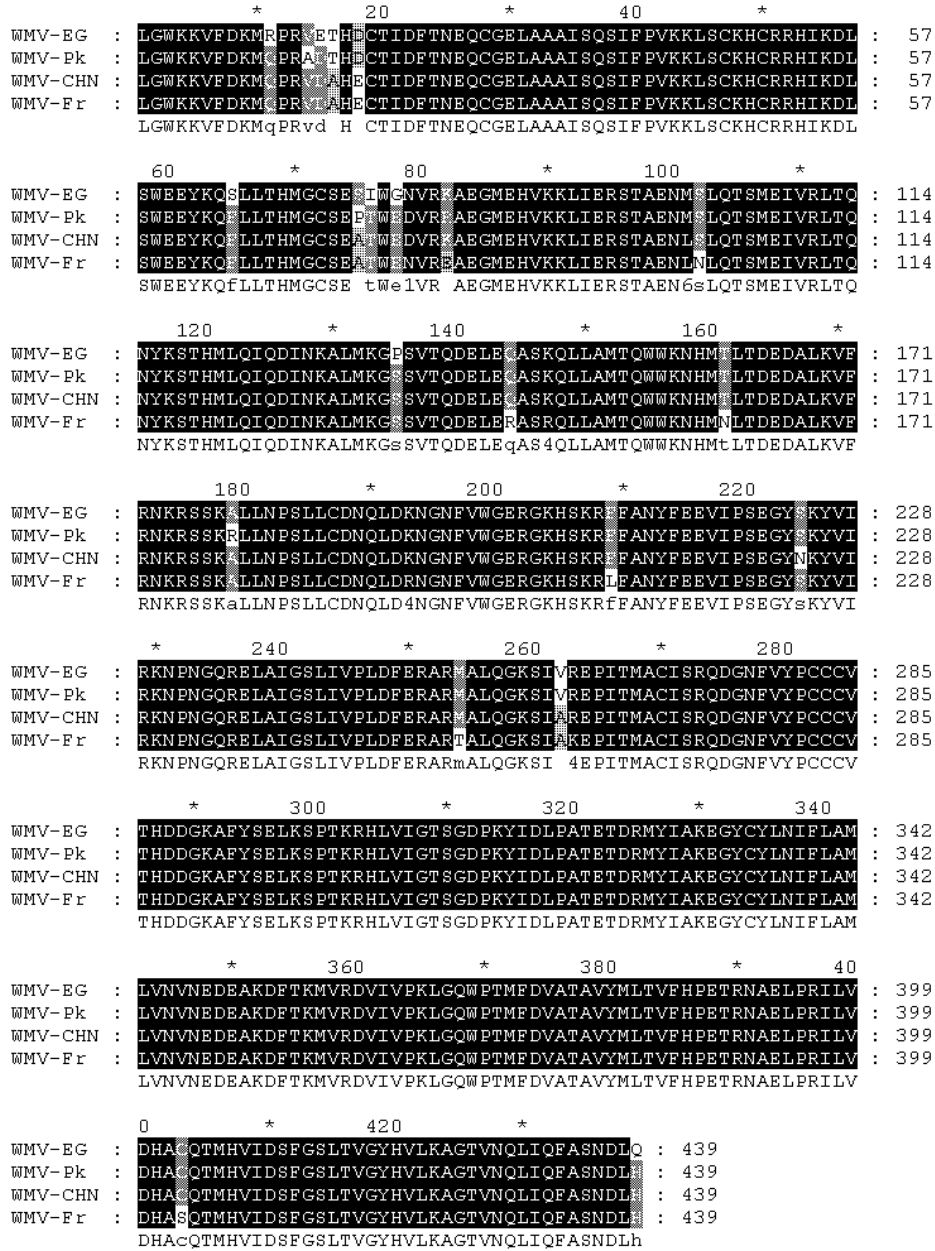 * 20 * 40 *
WMV-EG : LGWKKVFDKMRPRVETHDCTIDFTNEQCGELAAAISQSIFPVKKLSCKHCRRHIKDL : 57
WMV-Pk : LGWKKVFDKMQPRADTHDCTIDFTNEQCGELAAAISQSIFPVKKLSCKHCRRHIKDL : 57
WMV-CHN : LGWKKVFDKMQPRVDAHECTIDFTNEQCGELAAAISQSIFPVKKLSCKHCRRHIKDL : 57
WMV-Fr : LGWKKVFDKMQPRVDAHECTIDFTNEQCGELAAAISQSIFPVKKLSCKHCRRHIKDL : 57
LGWKKVFDKMqPRvd H CTIDFTNEQCGELAAAISQSIFPVKKLSCKHCRRHIKDL
60 * 80 * 100 *
WMV-EG : SWEEYKQSLLTHMGCSESIWGNVRKAEGMEHVKKLIERSTAENMSLQTSMEIVRLTQ : 114
WMV-Pk : SWEEYKQFLLTHMGCSEPTWEDVREAEGMEHVKKLIERSTAENMSLQTSMEIVRLTQ : 114
WMV-CHN : SWEEYKQFLLTHMGCSEATWEDVRKAEGMEHVKKLIERSTAENLSLQTSMEIVRLTQ : 114
WMV-Fr : SWEEYKQFLLTHMGCSEATWENVREAEGMEHVKKLIERSTAENLNLQTSMEIVRLTQ : 114
SWEEYKQfLLTHMGCSE tWe1VR AEGMEHVKKLIERSTAEN6sLQTSMEIVRLTQ
120 * 140 * 160 *
WMV-EG : NYKSTHMLQIQDINKALMKGPSVTQDELEQASKQLLAMTQWWKNHMTLTDEDALKVF : 171
WMV-Pk : NYKSTHMLQIQDINKALMKGSSVTQDELEQASKQLLAMTQWWKNHMTLTDEDALKVF : 171
WMV-CHN : NYKSTHMLQIQDINKALMKGSSVTQDELEQASKQLLAMTQWWKNHMTLTDEDALKVF : 171
WMV-Fr : NYKSTHMLQIQDINKALMKGSSVTQDELERASRQLLAMTQWWKNHMNLTDEDALKVF : 171
NYKSTHMLQIQDINKALMKGsSVTQDELEqAS4QLLAMTQWWKNHMtLTDEDALKVF
180 * 200 * 220 *
WMV-EG : RNKRSSKALLNPSLLCDNQLDKNGNFVWGERGKHSKRFFANYFEEVIPSEGYSKYVI : 228
WMV-Pk : RNKRSSKRLLNPSLLCDNQLDKNGNFVWGERGKHSKRFFANYFEEVIPSEGYSKYVI : 228
WMV-CHN : RNKRSSKALLNPSLLCDNQLDKNGNFVWGERGKHSKRFFANYFEEVIPSEGYNKYVI : 228
WMV-Fr : RNKRSSKALLNPSLLCDNQLDRNGNFVWGERGKHSKRLFANYFEEVIPSEGYSKYVI : 228
RNKRSSKaLLNPSLLCDNQLD4NGNFVWGERGKHSKRfFANYFEEVIPSEGYsKYVI
* 240 * 260 * 280
WMV-EG : RKNPNGQRELAIGSLIVPLDFERARMALQGKSIVREPITMACISRQDGNFVYPCCCV : 285
WMV-Pk : RKNPNGQRELAIGSLIVPLDFERARMALQGKSIVREPITMACISRQDGNFVYPCCCV : 285
WMV-CHN : RKNPNGQRELAIGSLIVPLDFERARMALQGKSIAREPITMACISRQDGNFVYPCCCV : 285
WMV-Fr : RKNPNGQRELAIGSLIVPLDFERARTALQGKSIAKEPITMACISRQDGNFVYPCCCV : 285
RKNPNGQRELAIGSLIVPLDFERARmALQGKSI 4EPITMACISRQDGNFVYPCCCV
* 300 * 320 * 340
WMV-EG : THDDGKAFYSELKSPTKRHLVIGTSGDPKYIDLPATETDRMYIAKEGYCYLNIFLAM : 342
WMV-Pk : THDDGKAFYSELKSPTKRHLVIGTSGDPKYIDLPATETDRMYIAKEGYCYLNIFLAM : 342
WMV-CHN : THDDGKAFYSELKSPTKRHLVIGTSGDPKYIDLPATETDRMYIAKEGYCYLNIFLAM : 342
WMV-Fr : THDDGKAFYSELKSPTKRHLVIGTSGDPKYIDLPATETDRMYIAKEGYCYLNIFLAM : 342
THDDGKAFYSELKSPTKRHLVIGTSGDPKYIDLPATETDRMYIAKEGYCYLNIFLAM
* 360 * 380 * 40
WMV-EG : LVNVNEDEAKDFTKMVRDVIVPKLGQWPTMFDVATAVYMLTVFHPETRNAELPRILV : 399
WMV-Pk : LVNVNEDEAKDFTKMVRDVIVPKLGQWPTMFDVATAVYMLTVFHPETRNAELPRILV : 399
WMV-CHN : LVNVNEDEAKDFTKMVRDVIVPKLGQWPTMFDVATAVYMLTVFHPETRNAELPRILV : 399
WMV-Fr : LVNVNEDEAKDFTKMVRDVIVPKLGQWPTMFDVATAVYMLTVFHPETRNAELPRILV : 399
LVNVNEDEAKDFTKMVRDVIVPKLGQWPTMFDVATAVYMLTVFHPETRNAELPRILV
0 * 420 *
WMV-EG : DHACQTMHVIDSFGSLTVGYHVLKAGTVNQLIQFASNDLQ : 439
WMV-Pk : DHACQTMHVIDSFGSLTVGYHVLKAGTVNQLIQFASNDLH : 439
WMV-CHN : DHACQTMHVIDSFGSLTVGYHVLKAGTVNQLIQFASNDLH : 439
WMV-Fr : DHASQTMHVIDSFGSLTVGYHVLKAGTVNQLIQFASNDLH : 439
DHAcQTMHVIDSFGSLTVGYHVLKAGTVNQLIQFASNDLh